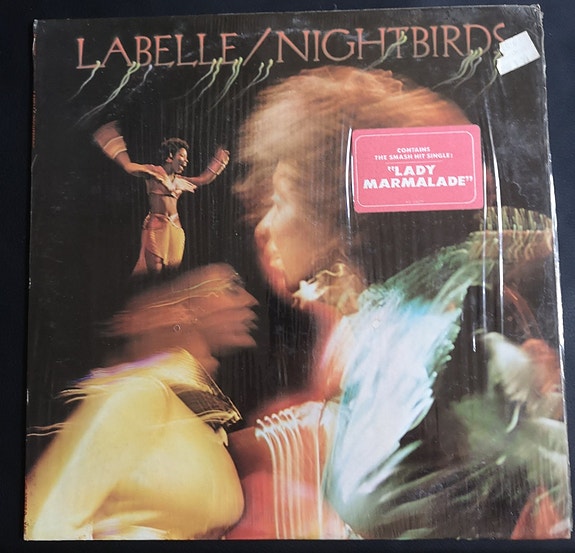 LABELLE/NIGHTBIRDS
CONTAINS
THE SMASH HIT SINGLE:
"LADY
MARMALADE"